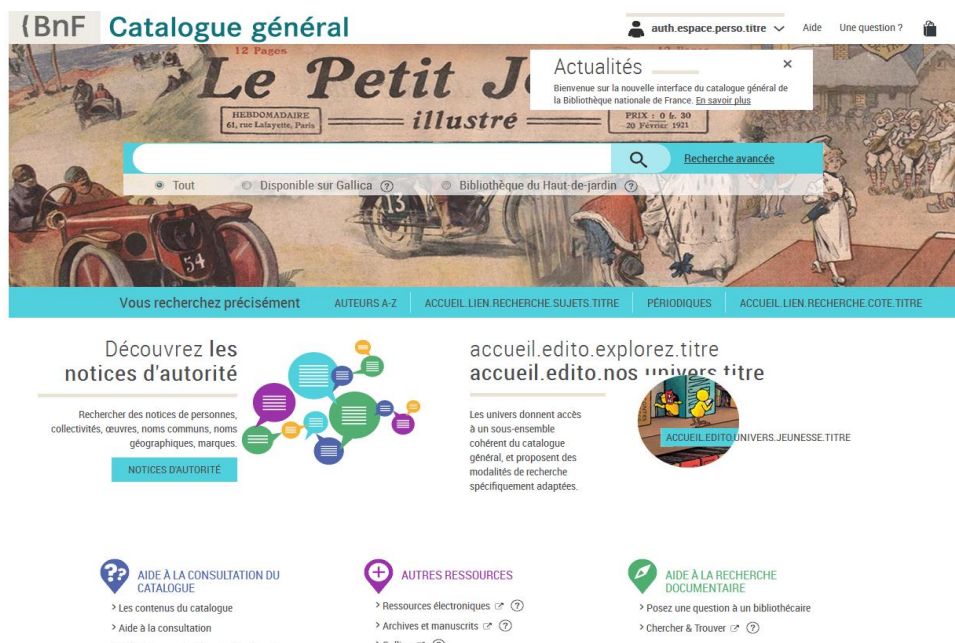 {BnF Catalogue général
auth.espace.perso.titre
Aide
Une question ?
12 Pages
Le Petit J
illustré
HEBDOMADAIRE
61, rue Lafayette, Paris
PRIX : 0 fr. 30
20 Février 1921
Actualités
×
Bienvenue sur la nouvelle interface du catalogue général de
la Bibliothèque nationale de France. En savoir plus
Recherche avancée
Tout
Disponible sur Gallica ?
Bibliothèque du Haut-de-jardin ?
13
54
Vous recherchez précisément
AUTEURS A-Z
ACCUEIL.LIEN.RECHERCHE.SUJETS.TITRE
PÉRIODIQUES
ACCUEIL.LIEN.RECHERCHE.COTE.TITRE
Découvrez les
notices d'autorité
Rechercher des notices de personnes,
collectivités, œuvres, noms communs, noms
géographiques, marques.
NOTICES D'AUTORITÉ
accueil.edito.explorez.titre
accueil.edito.nos univers titre
Les univers donnent accès
à un sous-ensemble
cohérent du catalogue
général, et proposent des
modalités de recherche
spécifiquement adaptées.
ACCUEIL.EDITO.UNIVERS.JEUNESSE.TITRE
??
AIDE À LA CONSULTATION DU
CATALOGUE
> Les contenus du catalogue
> Aide à la consultation
AUTRES RESSOURCES
> Ressources électroniques ?
> Archives et manuscrits ?
AIDE À LA RECHERCHE
DOCUMENTAIRE
> Posez une question à un bibliothécaire
> Chercher & Trouver ?